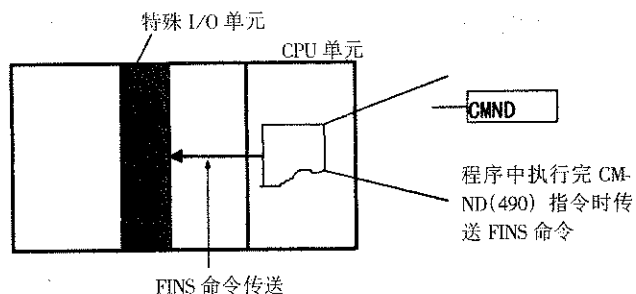 特殊 I/O 单元
CPU 单元
CMND
程序中执行完 CM-
ND(490) 指令时传
送 FINS 命令
FINS 命令传送